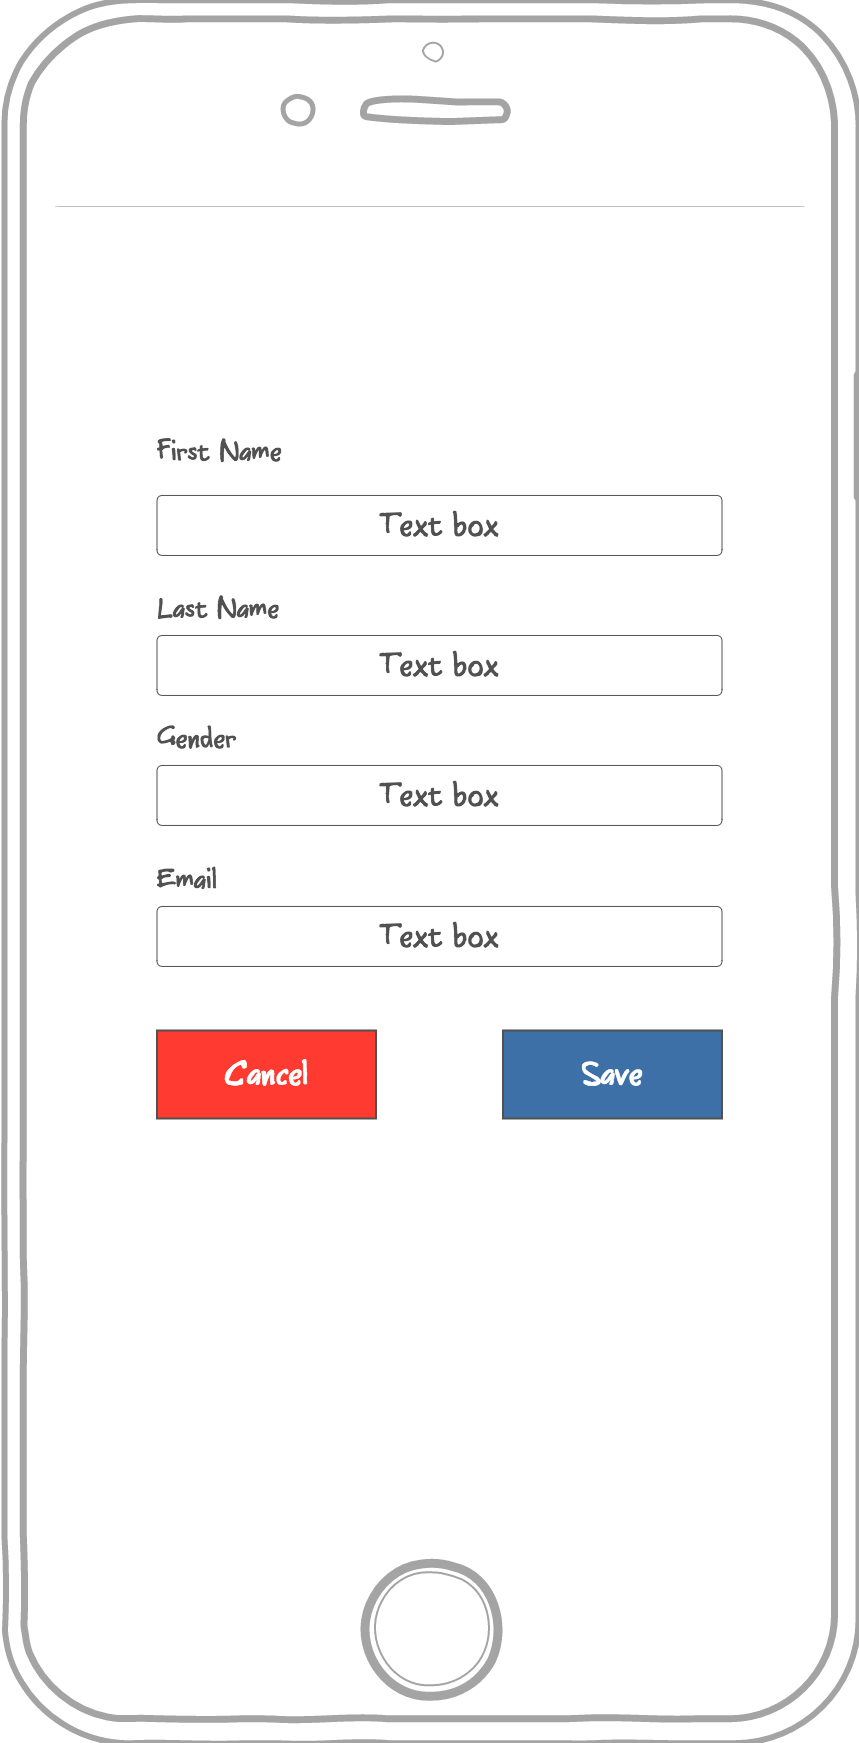 First Name
Text box
Last Name
Text box
Gender
Text box
Email
Text box
Cancel
Save